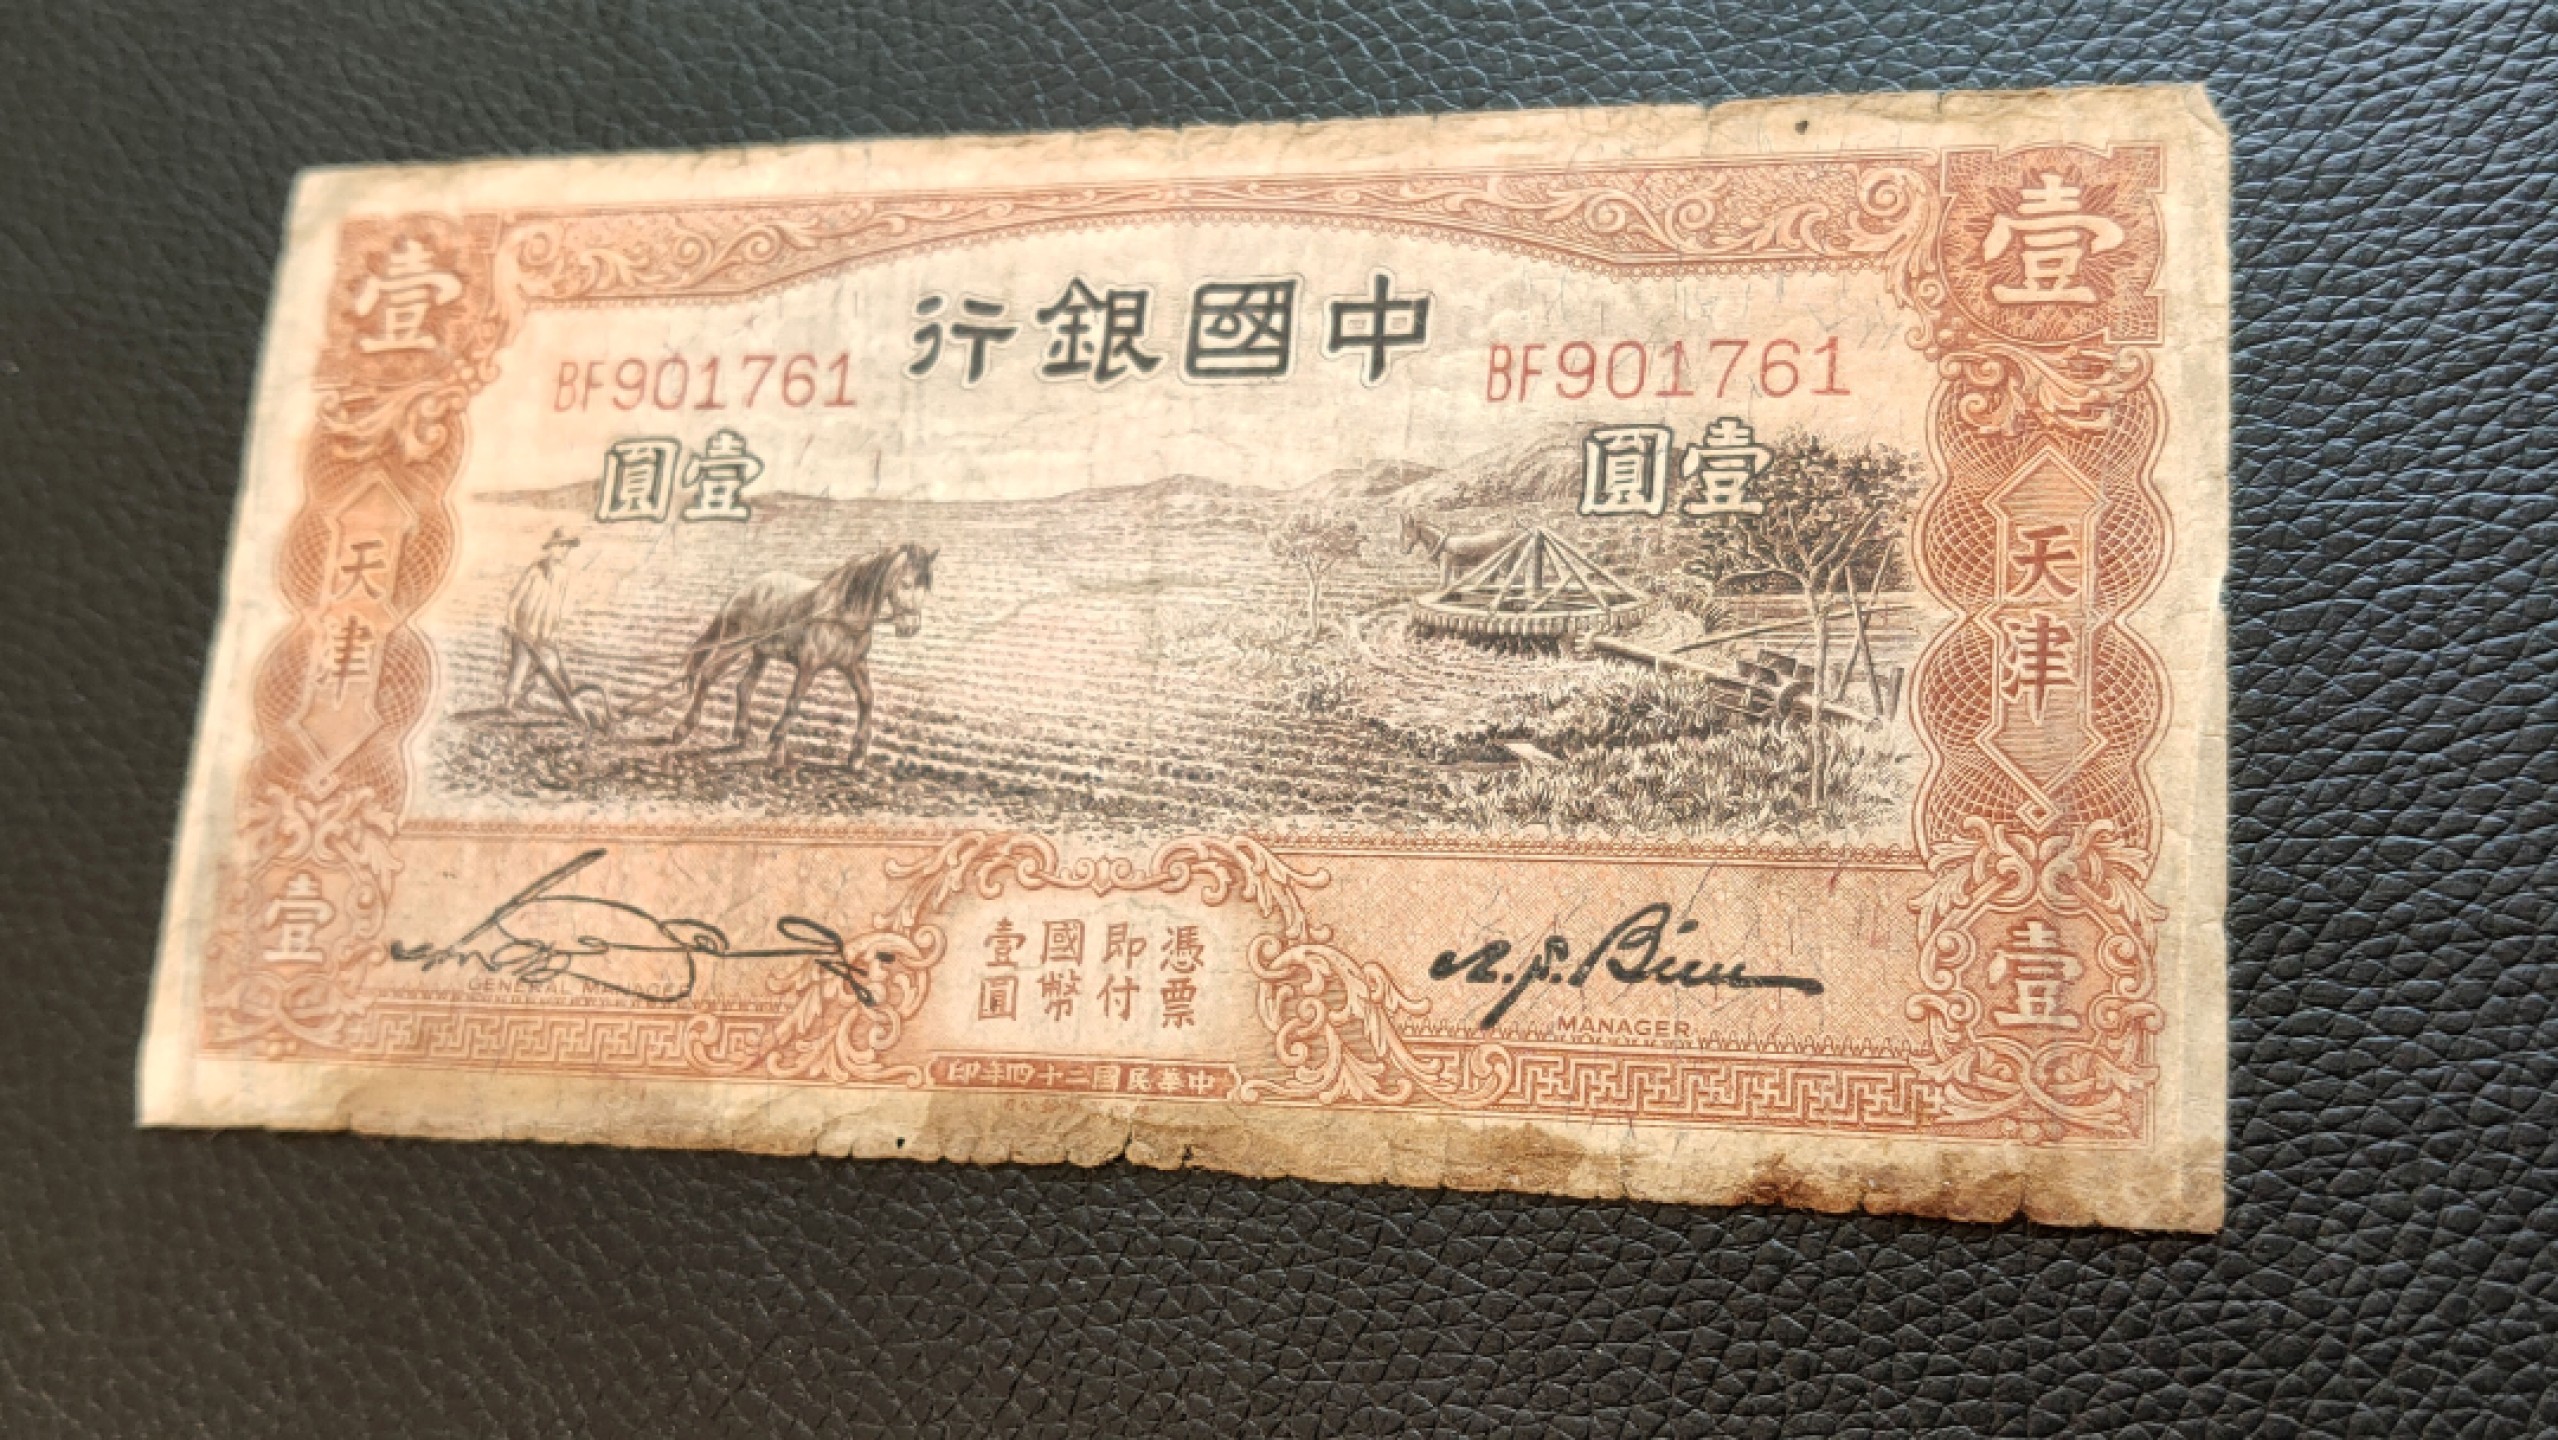 壹
壹
中國銀行
BF901761
BF901761
壹圓
壹圓
天津
天津
壹
壹
憑票
即付
國幣
壹圓
GENERAL MANAGER
MANAGER
中華民國二十四年印